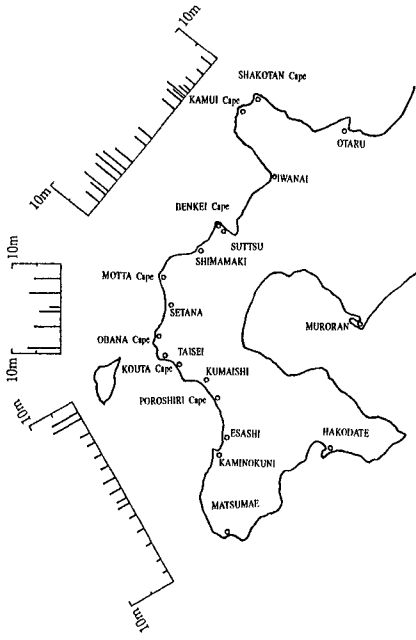 10m
SHAKOTAN Cape
KAMUI Cape
OTARU
10m
IWANAI
BENKEI Cape
SUTTSU
SHIMAMAKI
10m
MOTTA Cape
SETANA
MURORAN
OBANA Cape
TAISEI
10m
KOUTA Cape
KUMAISHI
POROSHIRI Cape
10m
ESASHI
HAKODATE
KAMINOKUNI
MATSUMAE
10m